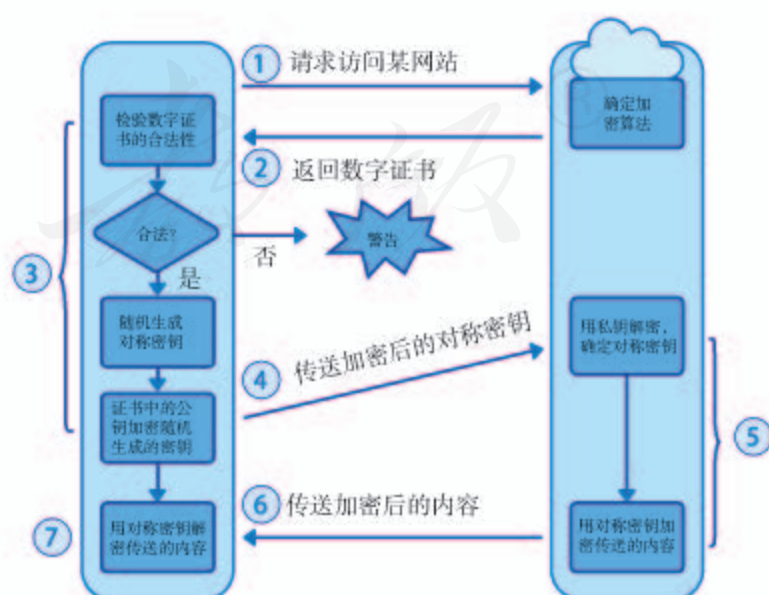 1 请求访问某网站
确定加
密算法
检验数字证
书的合法性
2 返回数字证书
合法?
否
警告
是
3
随机生成
对称密钥
4 传送加密后的对称密钥
用私钥解密,
确定对称密钥
证书中的公
钥加密随机
生成的密钥
5
6 传送加密后的内容
7
用对称密钥解
密传送的内容
用对称密钥加
密传送的内容